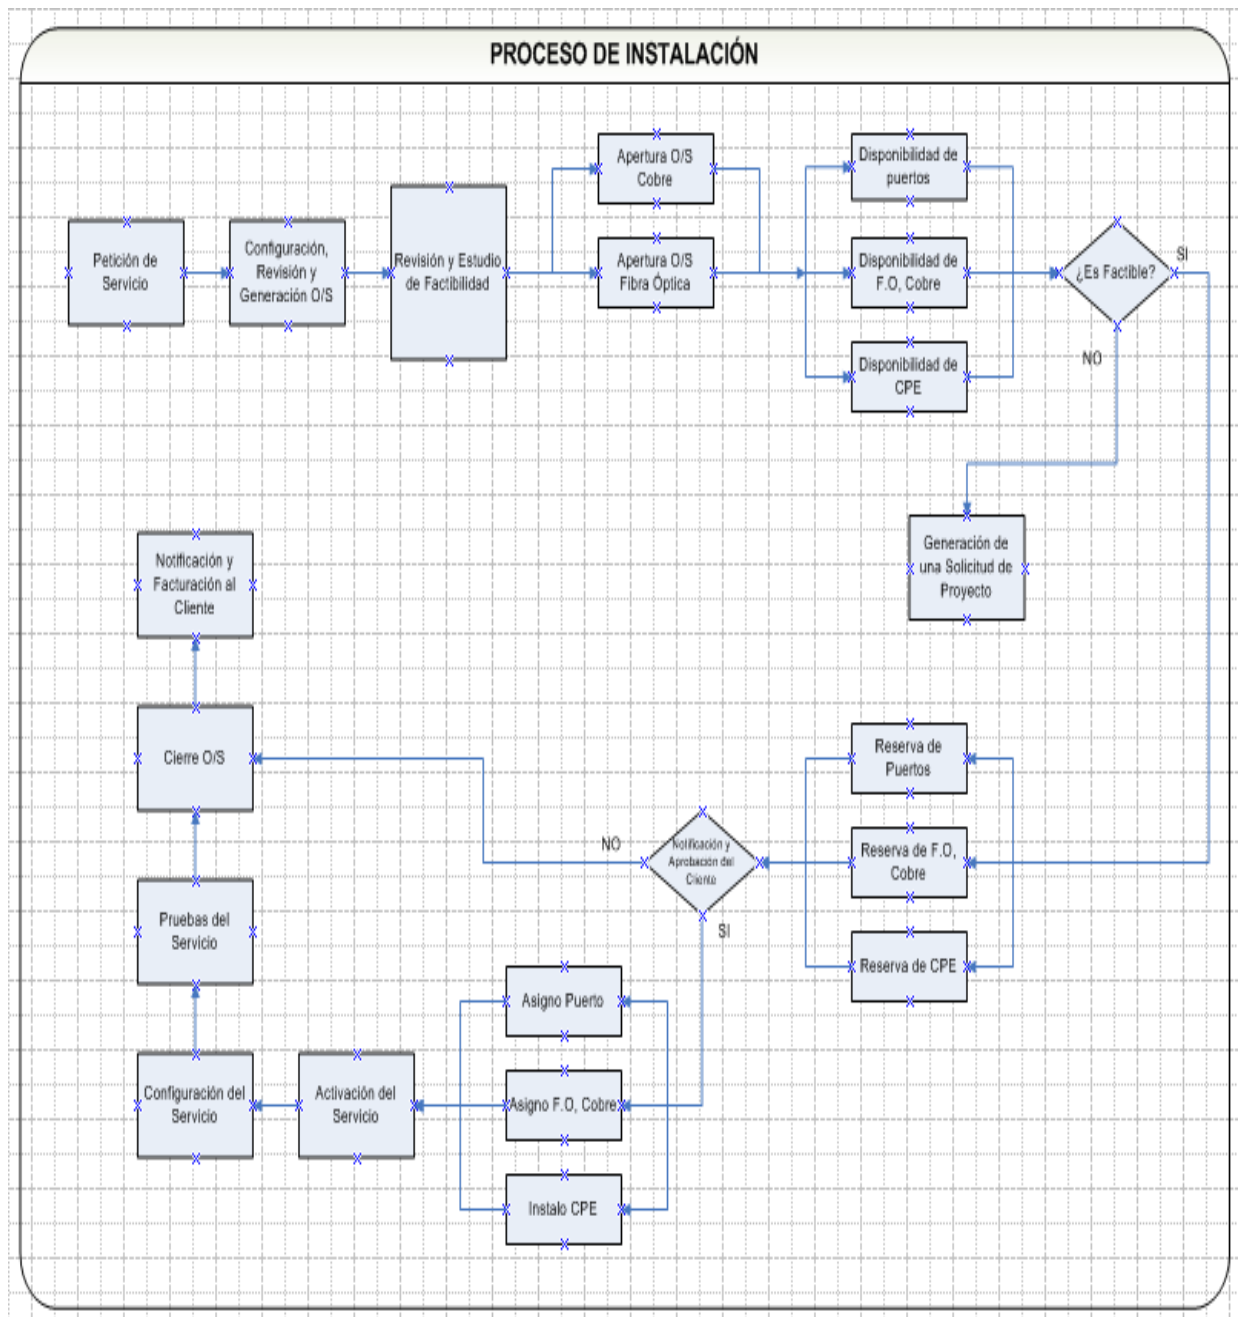 PROCESO DE INSTALACIÓN
Petición de
Servicio
Configuración,
Revisión y
Generación O/S
Revisión y Estudio
de Factibilidad
Apertura O/S
Cobre
Apertura O/S
Fibra Óptica
Disponibilidad de
puertos
Disponibilidad de
F.O, Cobre
Disponibilidad de
CPE
¿Es Factible?
SI
NO
Generación de
una Solicitud de
Proyecto
Notificación y
Facturación al
Cliente
Cierre O/S
Pruebas del
Servicio
Configuración del
Servicio
Activación del
Servicio
Asigno Puerto
Asigno F.O, Cobre
Instalo CPE
NO
Notificación y
Aprobación del
Cliente
SI
Reserva de
Puertos
Reserva de F.O,
Cobre
Reserva de CPE